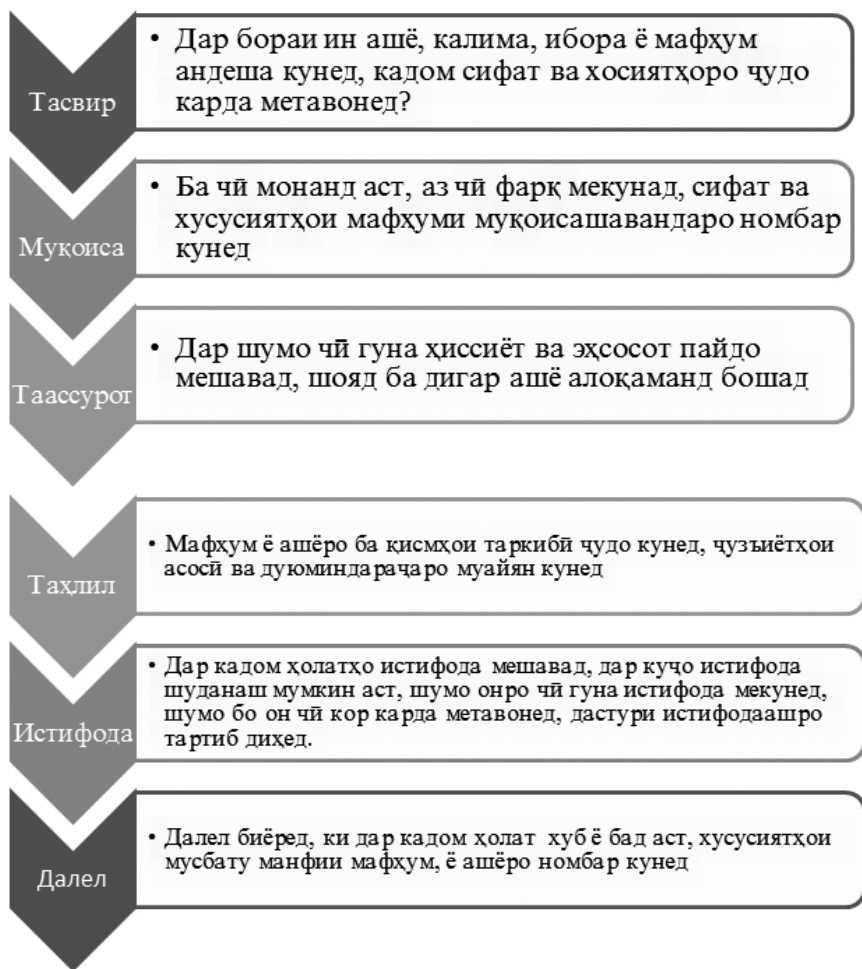 Тасвир
• Дар бораи ин ашё, калима, ибора ё мафҳум
андеша кунед, кадом сифат ва хосиятҳоро ҷудо
карда метавонед?
Муқоиса
• Ба чӣ монанд аст, аз чӣ фарқ мекунад, сифат ва
хусусиятҳои мафҳуми муқоисашавандаро номбар
кунед
Таассурот
• Дар шумо чӣ гуна ҳиссиёт ва эҳсосот пайдо
мешавад, шояд ба дигар ашё алоқаманд бошад
Таҳлил
• Мафҳум ё ашёро ба қисмҳои таркибӣ ҷудо кунед, ҷузъиётҳои
асосӣ ва дуюминдараҷаро муайян кунед
Истифода
• Дар кадом ҳолатҳо истифода мешавад, дар куҷо истифода
шуданаш мумкин аст, шумо онро чӣ гуна истифода мекунед,
шумо бо он чӣ кор карда метавонед, дастури истифодаашро
тартиб диҳед.
Далел
• Далел биёред, ки дар кадом ҳолат хуб ё бад аст, хусусиятҳои
мусбату манфии мафҳум, ё ашёро номбар кунед